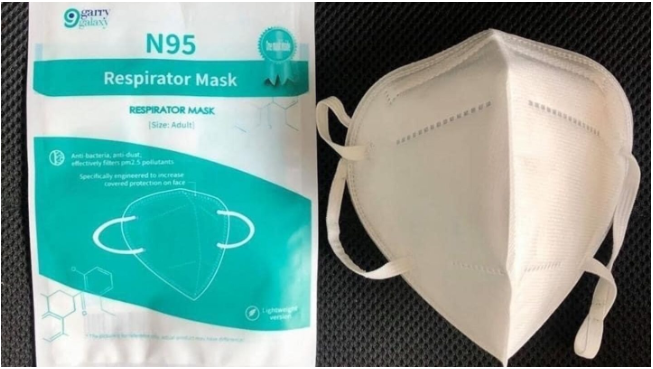 9 garry
galaxy
N95
Respirator Mask
RESPIRATOR MASK
(Size: Adult)
Anti bacteria, anti-dust,
effectively filters pm2.5 pollutants
Specifically engineered to increase
covered protection on face
Lightweight
version